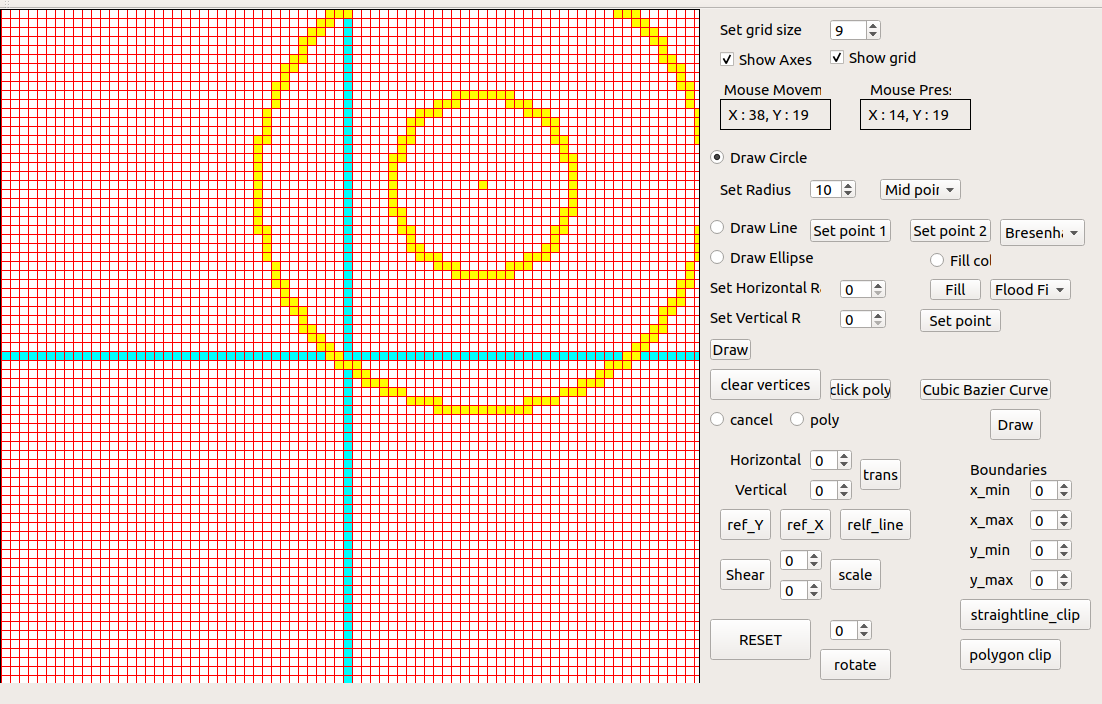 Set grid size 9
Show Axes Show grid
Mouse Movem Mouse Press
X : 38, Y : 19 X : 14, Y : 19
Draw Circle
Set Radius 10 Mid poir
Draw Line Set point 1 Set point 2 Bresenha
Draw Ellipse Fill col
Set Horizontal R 0 Fill Flood Fi
Set Vertical R 0 Set point
Draw
clear vertices click poly Cubic Bazier Curve
cancel poly Draw
Horizontal 0 trans
Vertical 0
Boundaries
x_min 0
ref_Y ref_X relf_line
x_max 0
y_min 0
Shear 0 0 scale
y_max 0
straightline_clip
RESET 0
rotate
polygon clip